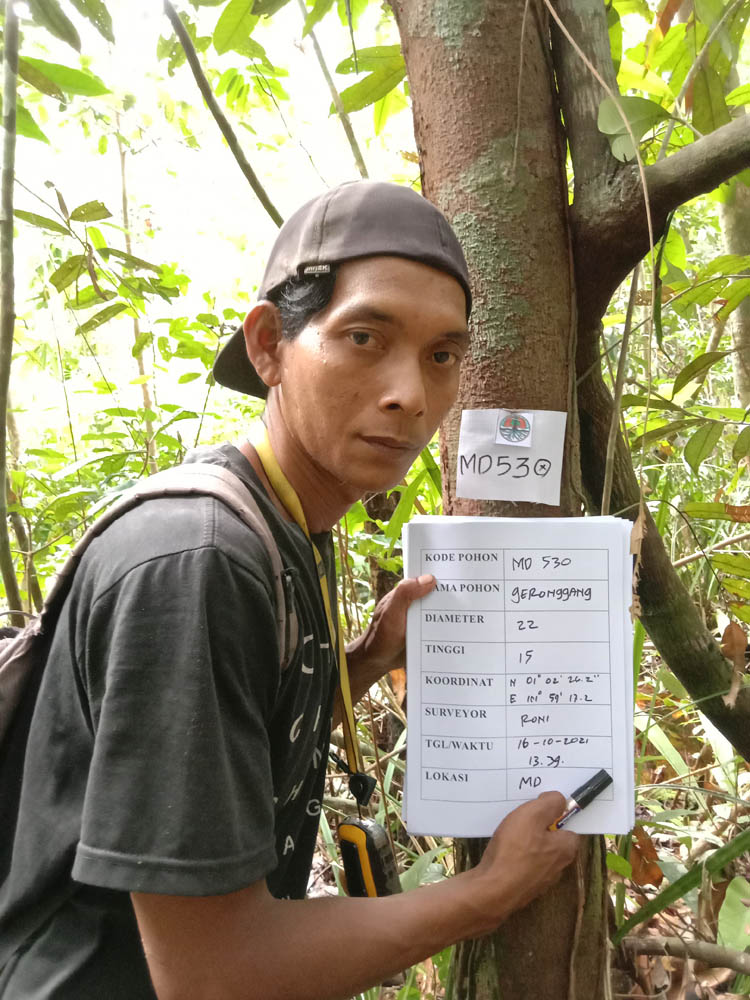 MD530
KODE POHON MD 530
NAMA POHON GERONGGANG
DIAMETER 22
TINGGI 15
KOORDINAT N 01° 02' 26.2"
E 101° 59' 17.2
SURVEYOR RONI
TGL/WAKTU 16-10-2021
13.39.
LOKASI MD